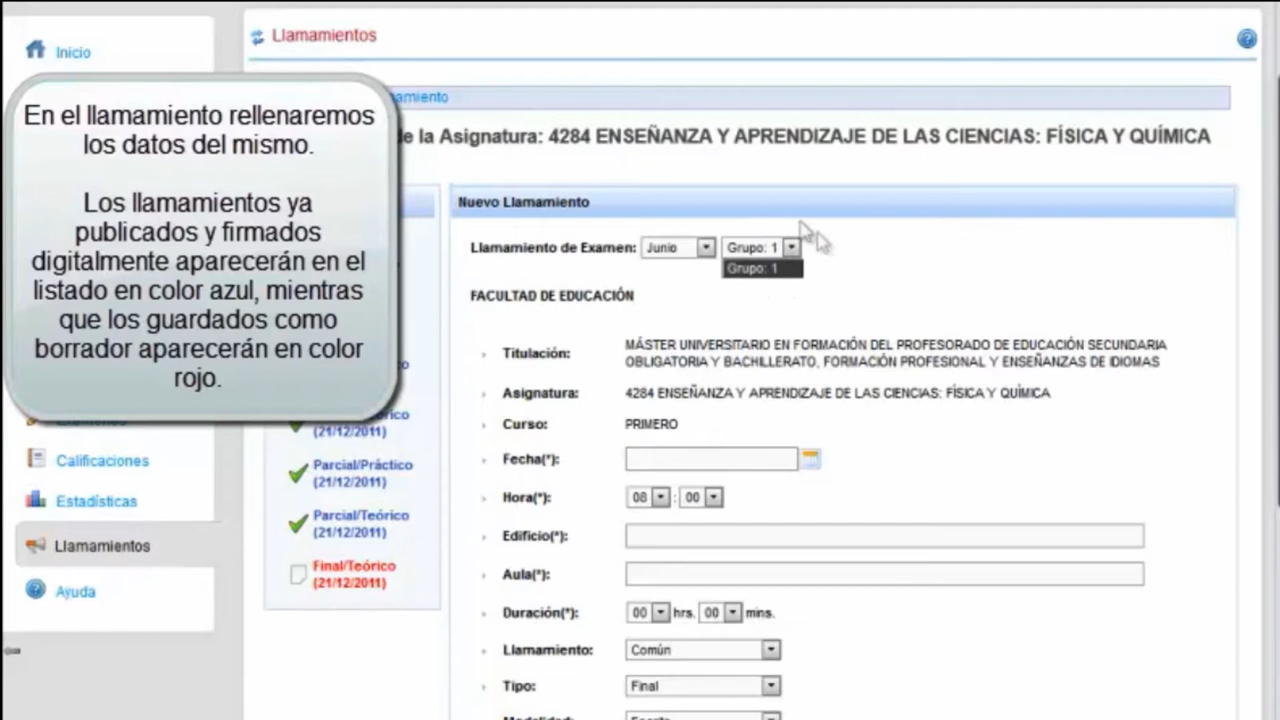 Inicio
Llamamientos
En el llamamiento rellenaremos
los datos del mismo.
Los llamamientos ya
publicados y firmados
digitalmente aparecerán en el
listado en color azul, mientras
que los guardados como
borrador aparecerán en color
rojo.
de la Asignatura: 4284 ENSEÑANZA Y APRENDIZAJE DE LAS CIENCIAS: FÍSICA Y QUÍMICA
Calificaciones
Estadísticas
Llamamientos
Ayuda
(21/12/2011)
Parcial/Práctico
(21/12/2011)
Parcial/Teórico
(21/12/2011)
Final/Teórico
(21/12/2011)
Nuevo Llamamiento
Llamamiento de Examen: Junio Grupo: 1
Grupo: 1
FACULTAD DE EDUCACIÓN
Titulación: MÁSTER UNIVERSITARIO EN FORMACIÓN DEL PROFESORADO DE EDUCACIÓN SECUNDARIA
OBLIGATORIA Y BACHILLERATO, FORMACIÓN PROFESIONAL Y ENSEÑANZAS DE IDIOMAS
Asignatura: 4284 ENSEÑANZA Y APRENDIZAJE DE LAS CIENCIAS: FÍSICA Y QUÍMICA
Curso: PRIMERO
Fecha(*):
Hora(*): 08 : 00
Edificio(*):
Aula(*):
Duración(*): 00 hrs. 00 mins.
Llamamiento: Común
Tipo: Final